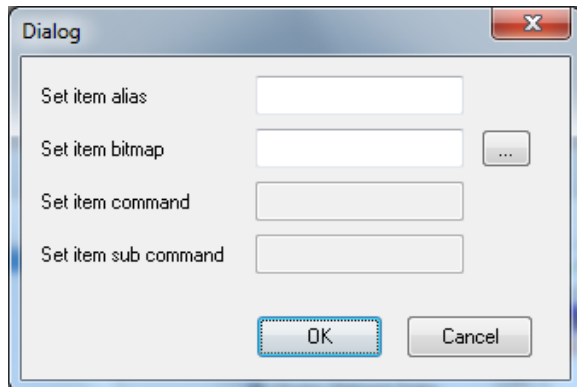 Dialog
Set item alias
Set item bitmap
...
Set item command
Set item sub command
OK
Cancel